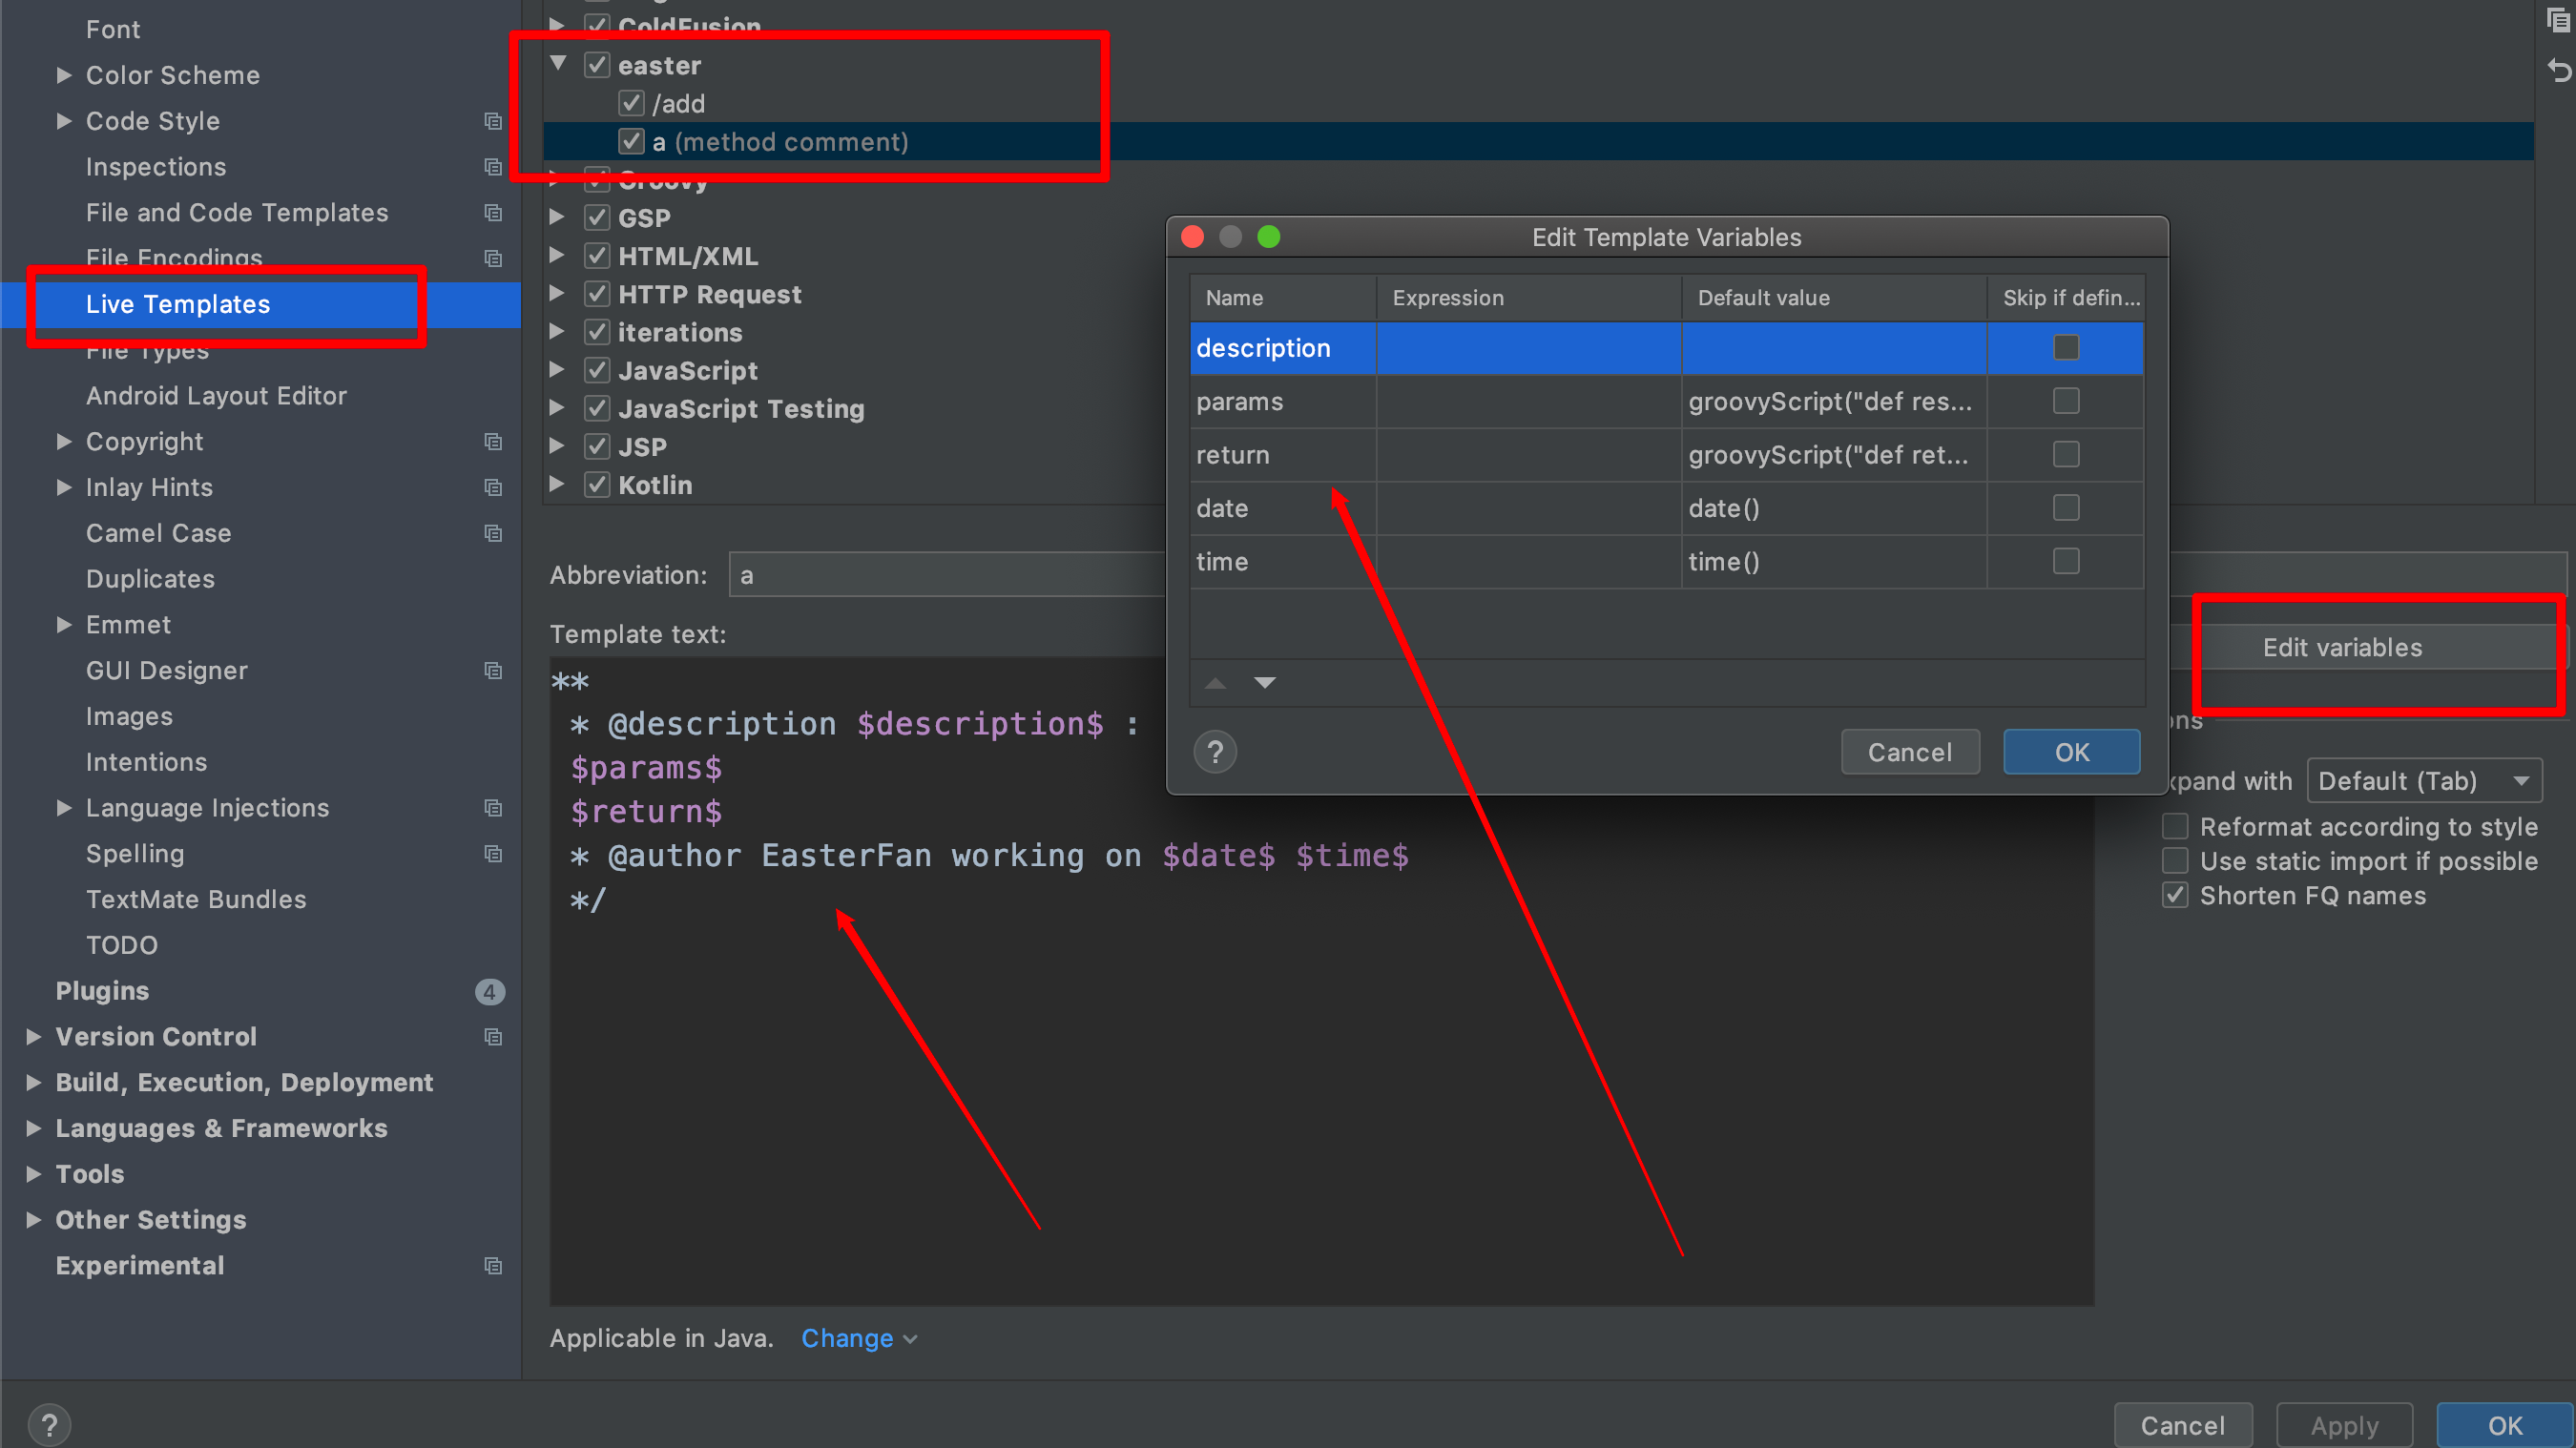 Font
Color Scheme
Code Style
Inspections
File and Code Templates
File Encodings
Live Templates
File Types
Android Layout Editor
Copyright
Inlay Hints
Camel Case
Duplicates
Emmet
GUI Designer
Images
Intentions
Language Injections
Spelling
TextMate Bundles
TODO
Plugins 4
Version Control
Build, Execution, Deployment
Languages & Frameworks
Tools
Other Settings
Experimental
ColdFusion
easter
/add
a (method comment)
Groovy
GSP
HTML/XML
HTTP Request
iterations
JavaScript
JavaScript Testing
JSP
Kotlin
Abbreviation: a
Template text:
**
* @description $description$ :
$params$
$return$
* @author EasterFan working on $date$ $time$
*/
Applicable in Java. Change
Edit Template Variables
Name Expression Default value Skip if defin...
description
params groovyScript("def res...
return groovyScript("def ret...
date date()
time time()
?
Cancel
OK
Edit variables
ons
xpand with Default (Tab)
Reformat according to style
Use static import if possible
Shorten FQ names
?
Cancel
Apply
OK